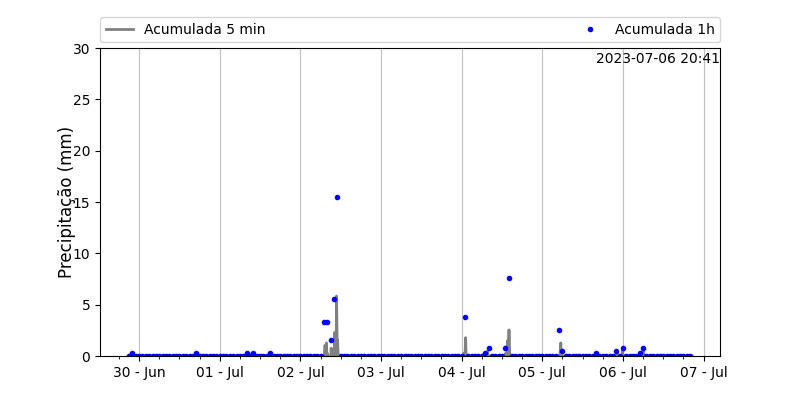 Acumulada 5 min
Acumulada 1h
2023-07-06 20:41
Precipitação (mm)
30
25
20
15
10
5
0
30 - Jun
01 - Jul
02 - Jul
03 - Jul
04 - Jul
05 - Jul
06 - Jul
07 - Jul